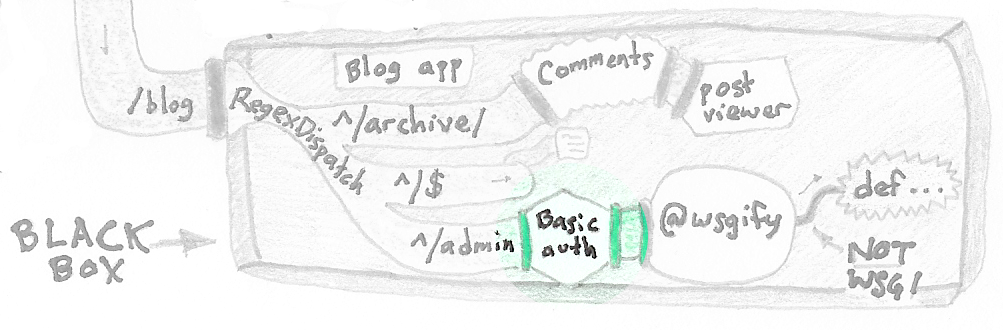 Blog app
Comments
post
viewer
/blog
RegexDispatch
^/archive/
^/$
^/admin
Basic
auth
@wsgify
def...
NOT
WSGI
BLACK
BOX